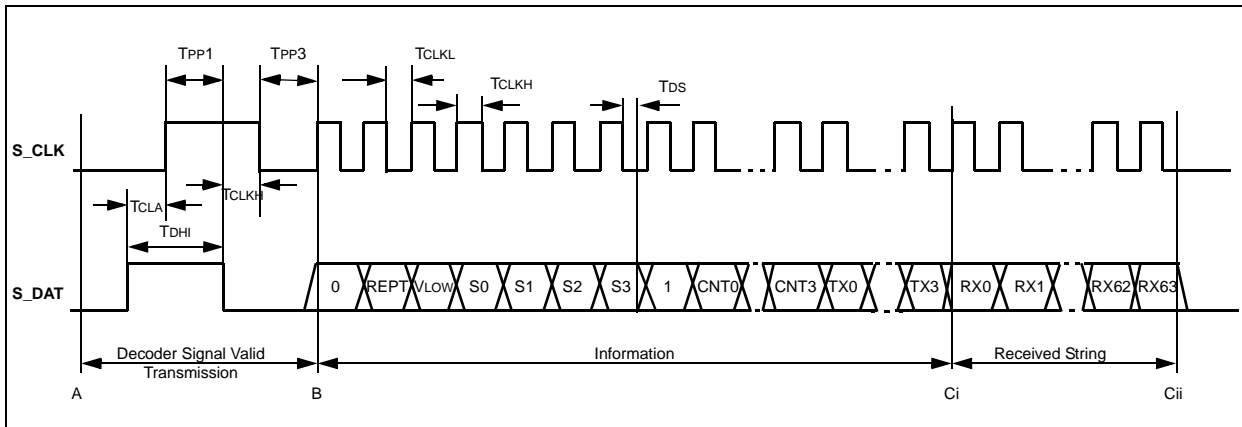 TPP1 TPP3 TCLKL
TCLKH TDS
S_CLK
TCLKH
TCLA
TDHI
S_DAT 0 REPT VLOW S0 S1 S2 S3 1 CNT0 CNT3 TX0 TX3 RX0 RX1 RX62 RX63
Decoder Signal Valid Information Received String
Transmission
A B Ci Cii